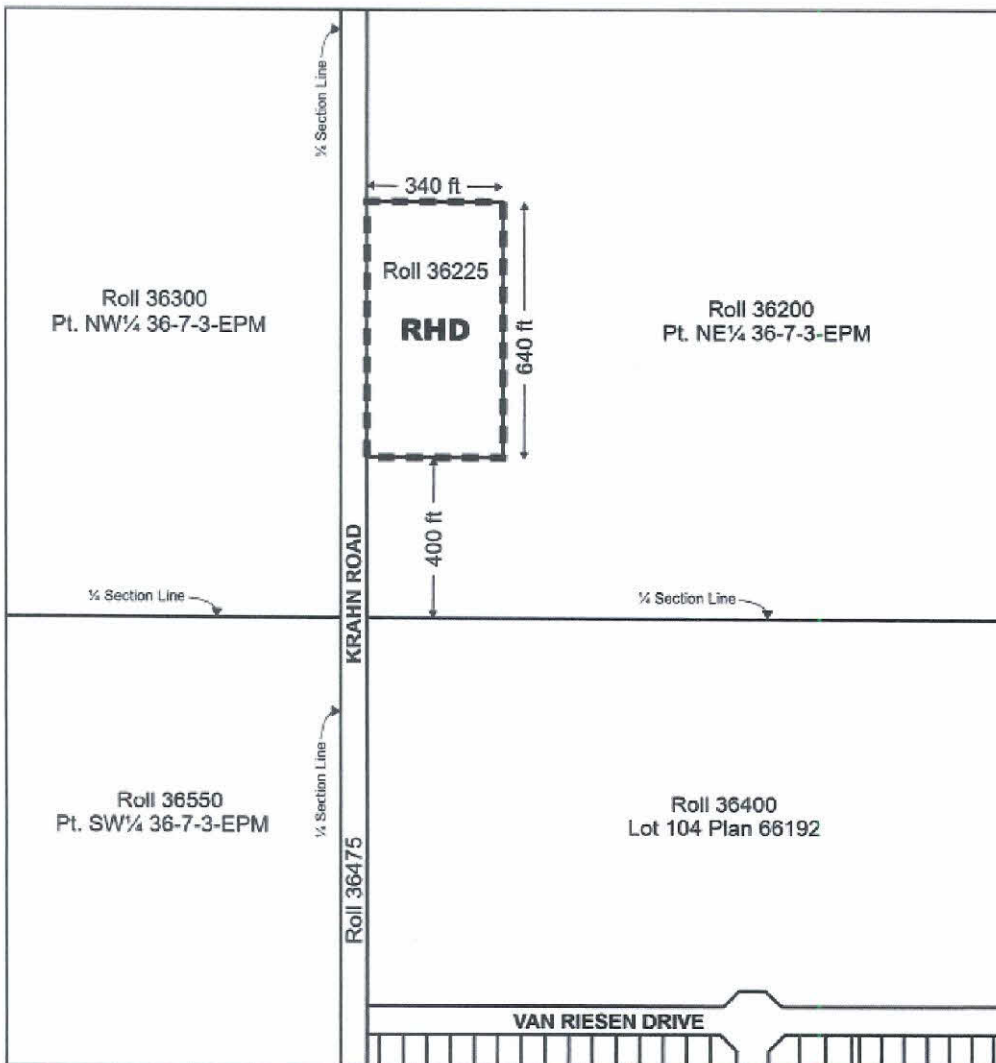 ¼ Section Line
340 ft
Roll 36225
RHD
640 ft
Roll 36300
Pt. NW¼ 36-7-3-EPM
Roll 36200
Pt. NE¼ 36-7-3-EPM
400 ft
KRAHN ROAD
¼ Section Line
¼ Section Line
¼ Section Line
Roll 36550
Pt. SW¼ 36-7-3-EPM
Roll 36475
Roll 36400
Lot 104 Plan 66192
VAN RIESEN DRIVE